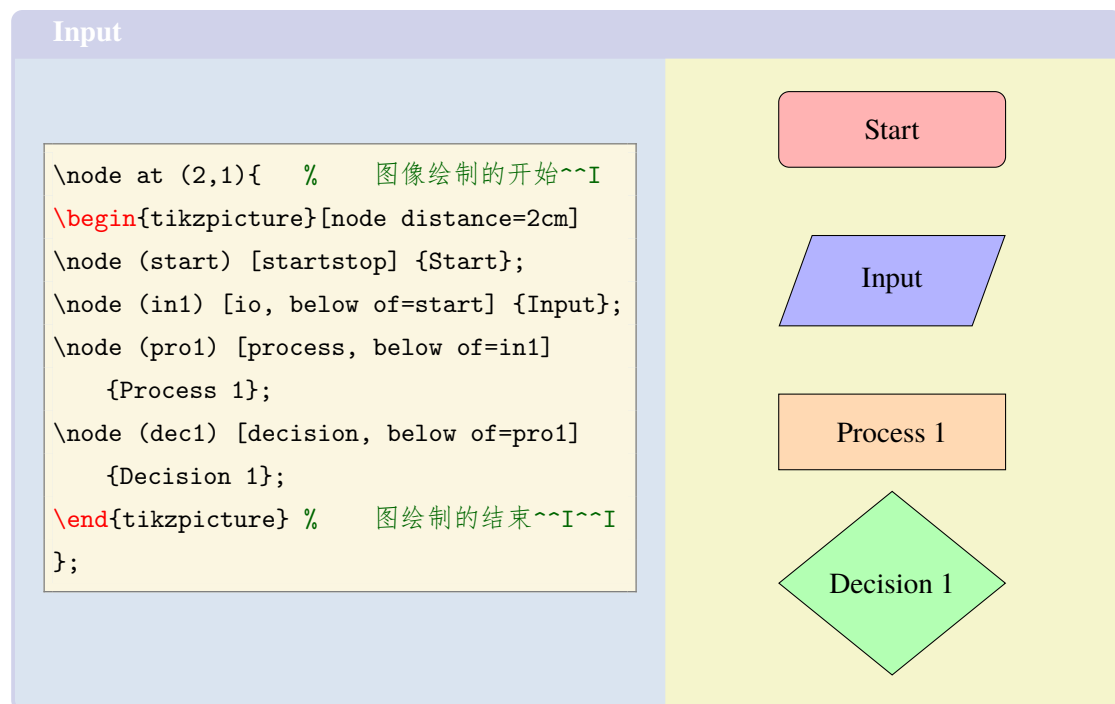 Input
\node at (2,1){ % 图像绘制的开始^^I
\begin{tikzpicture}[node distance=2cm]
\node (start) [startstop] {Start};
\node (in1) [io, below of=start] {Input};
\node (pro1) [process, below of=in1]
{Process 1};
\node (dec1) [decision, below of=pro1]
{Decision 1};
\end{tikzpicture} % 图绘制的结束^^I^^I
};
Start
Input
Process 1
Decision 1